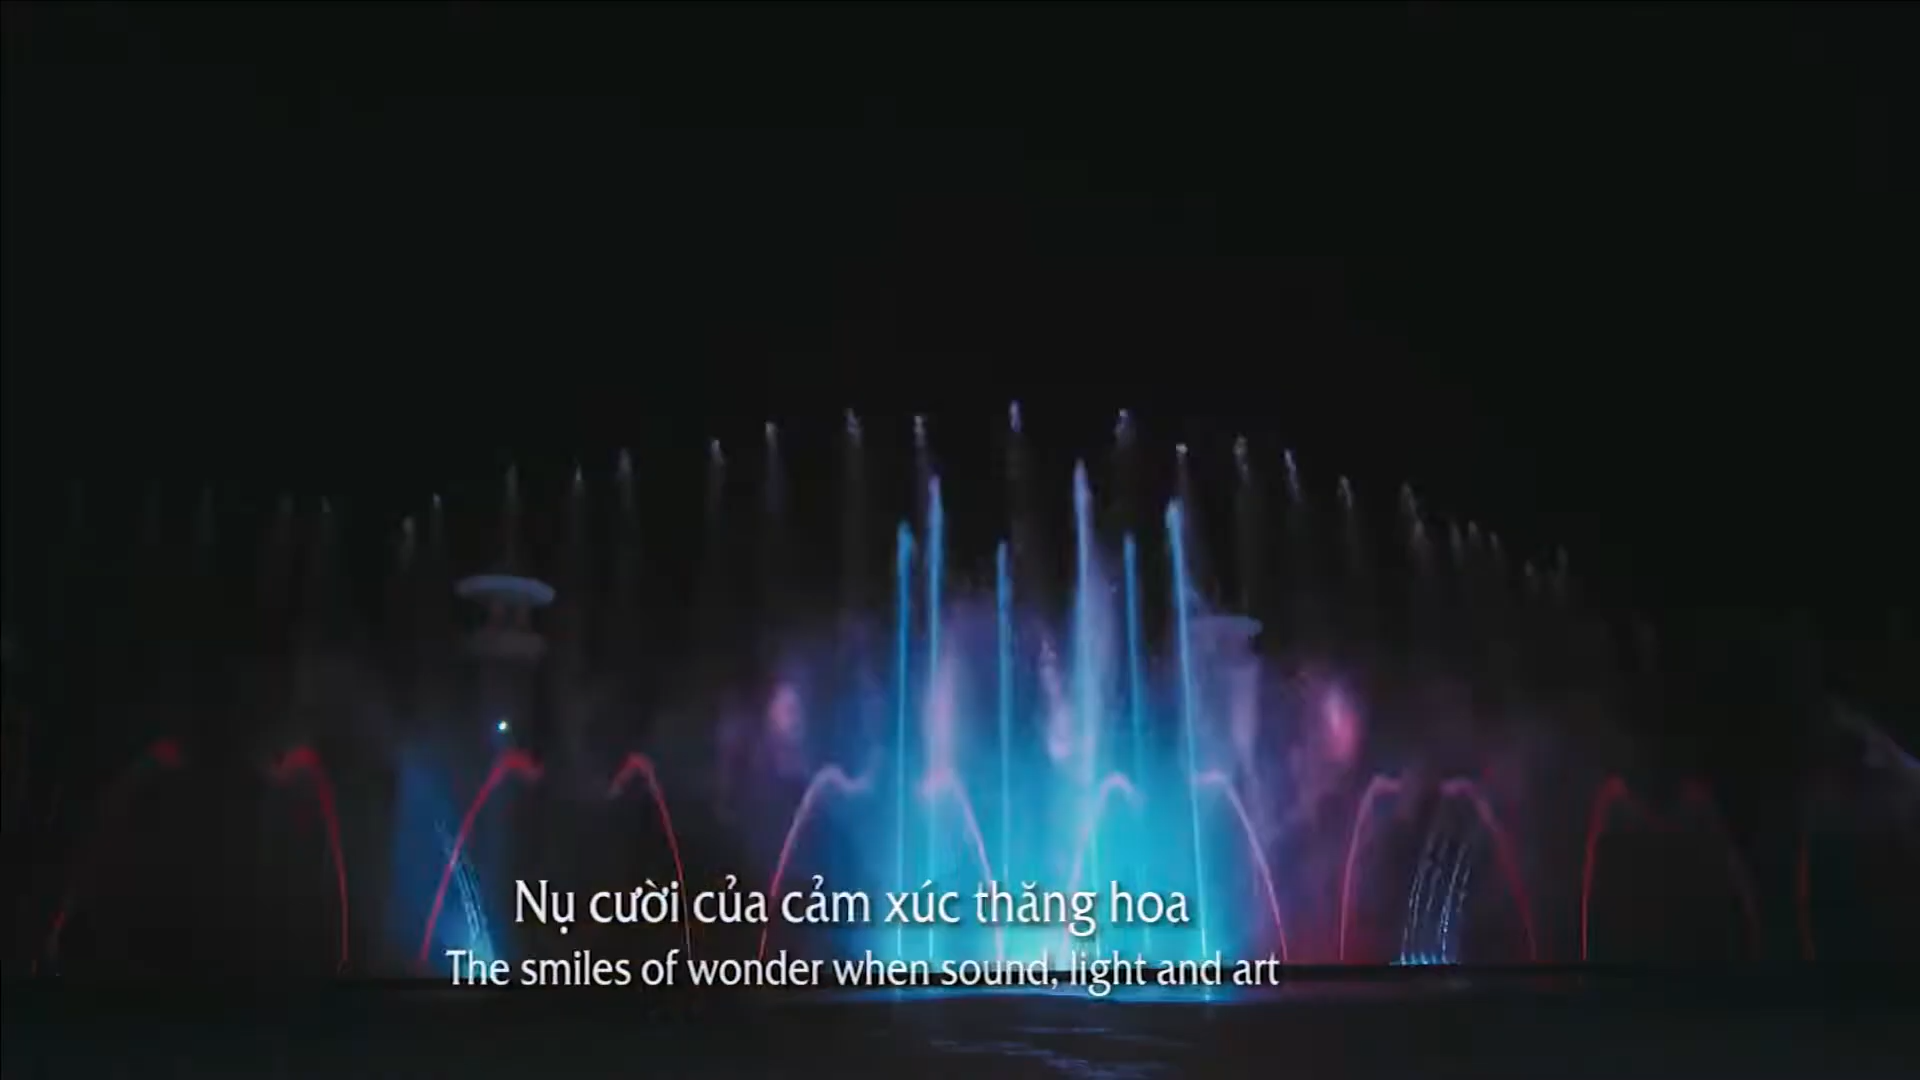 Nụ cười của cảm xúc thăng hoa
The smiles of wonder when sound, light and art